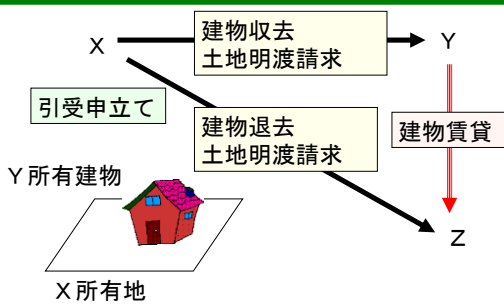 建物収去
土地明渡請求
X
Y
引受申立て
建物退去
土地明渡請求
建物賃貸
Y所有建物
Z
X所有地